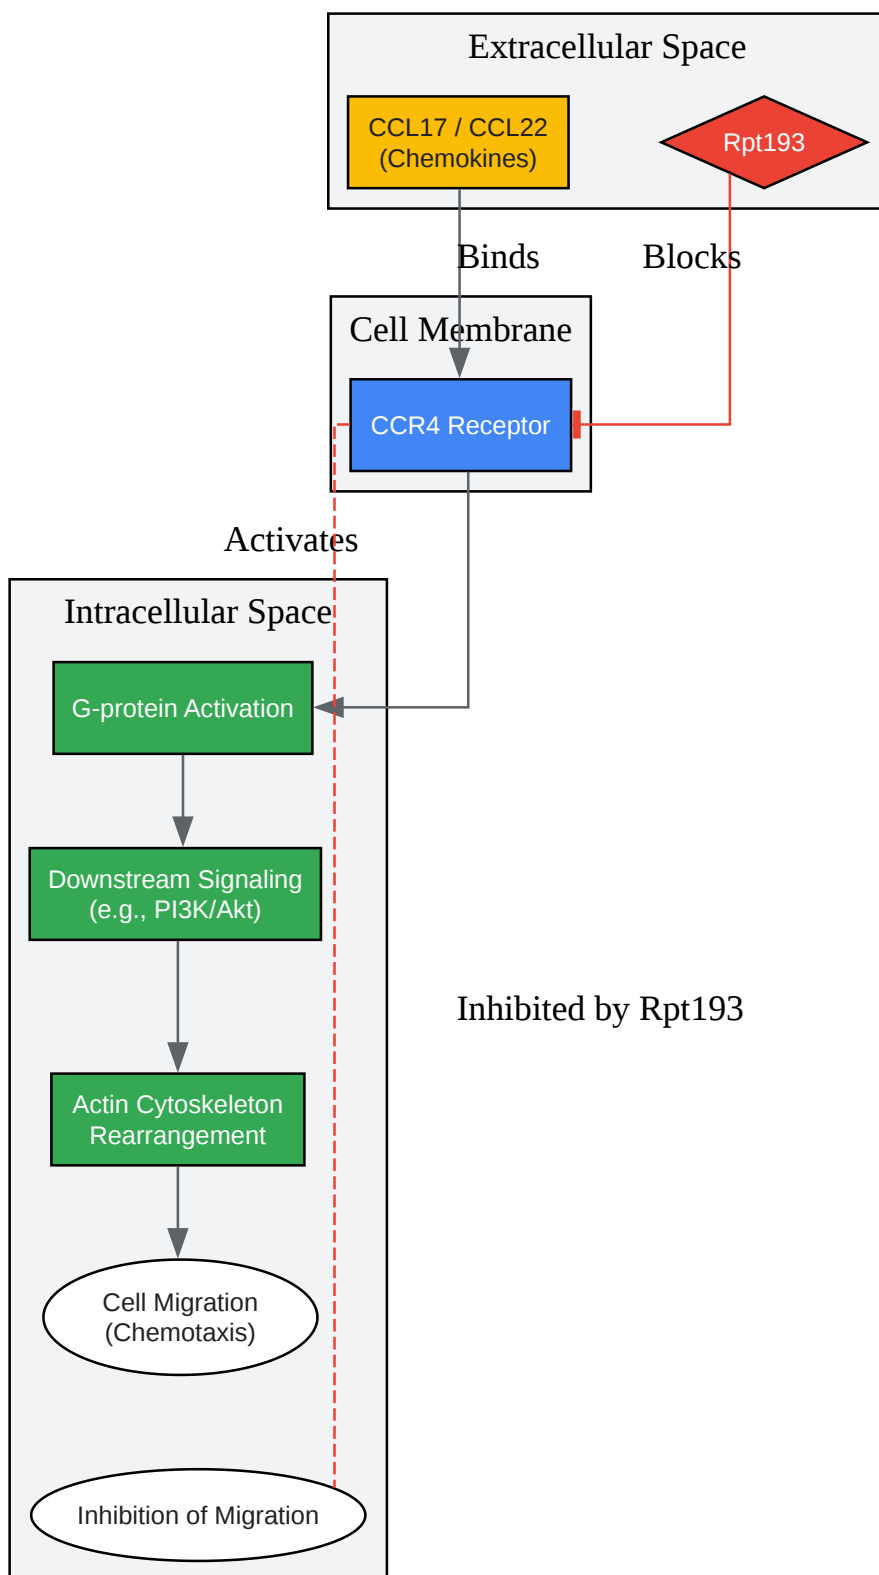 Extracellular Space
CCL17 / CCL22
(Chemokines)
Rpt193
Binds
Blocks
Cell Membrane
CCR4 Receptor
Activates
Intracellular Space
G-protein Activation
Downstream Signaling
(e.g., PI3K/Akt)
Inhibited by Rpt193
Actin Cytoskeleton
Rearrangement
Cell Migration
(Chemotaxis)
Inhibition of Migration